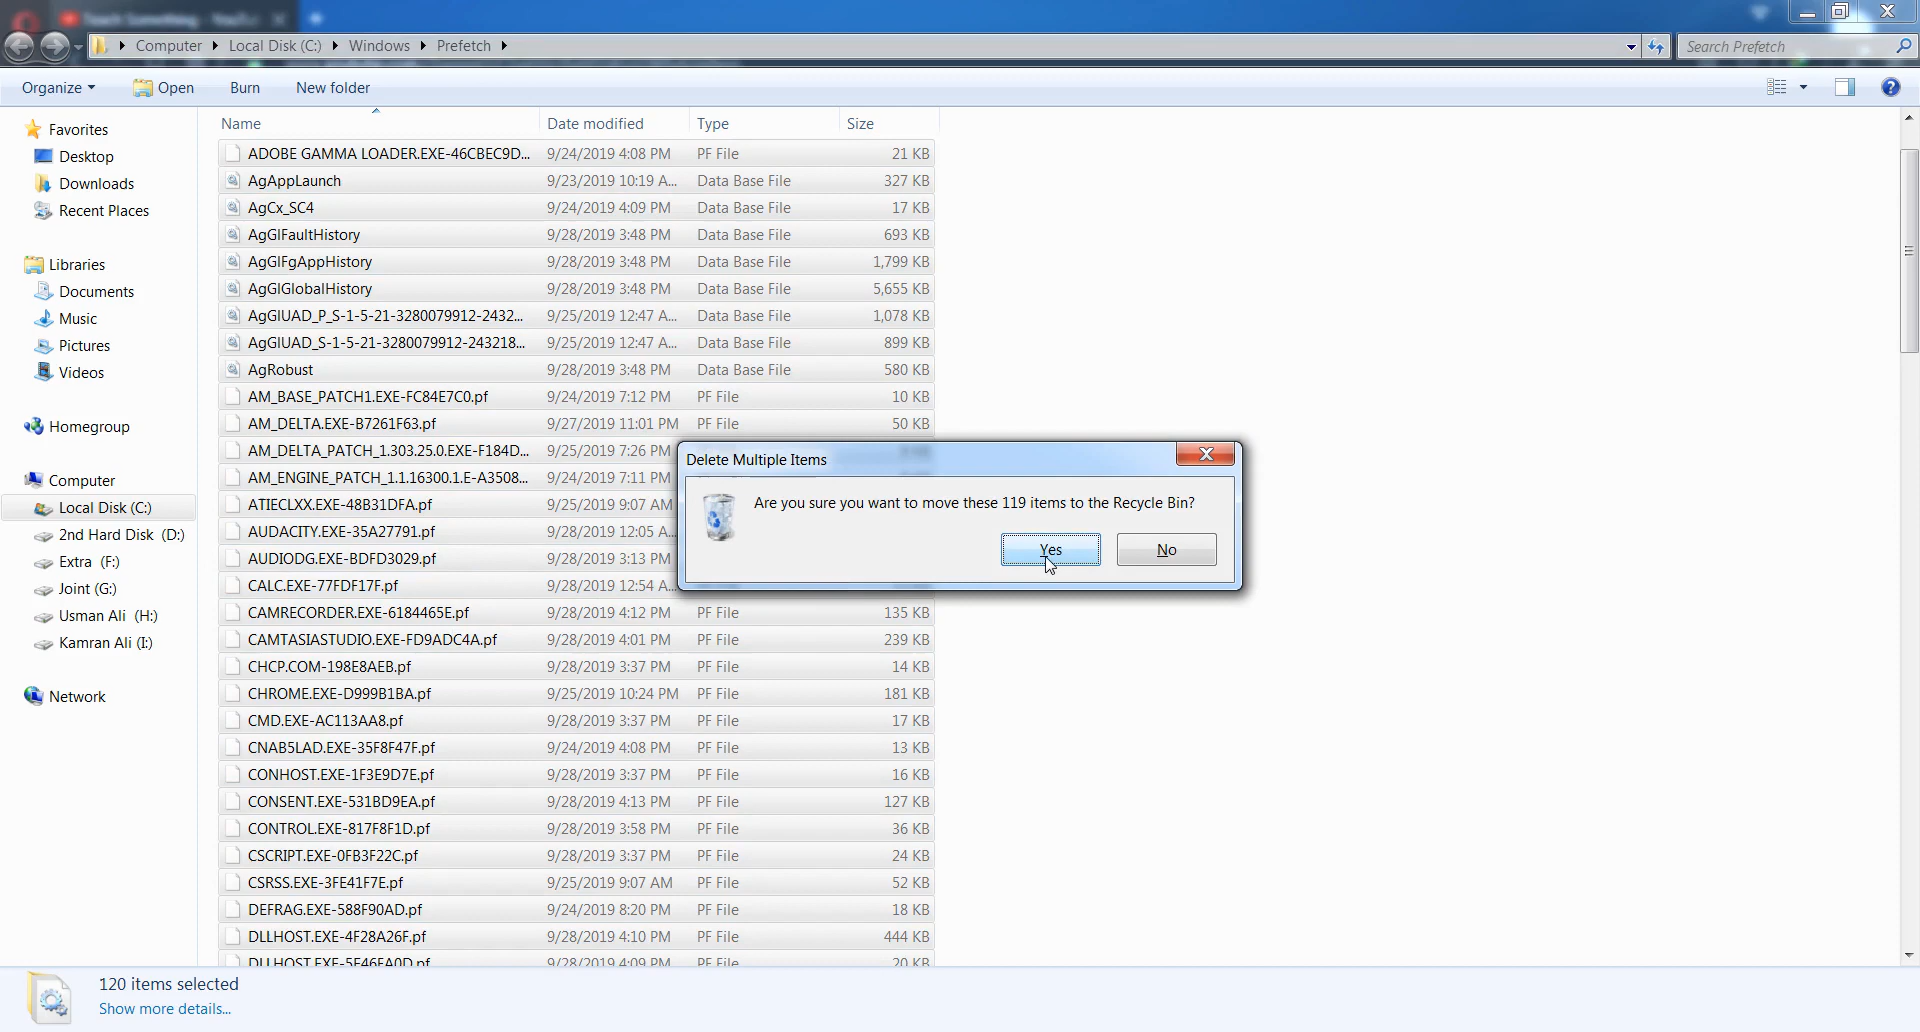 Teach Something - YouTu
Computer Local Disk (C:) Windows Prefetch
Search Prefetch
Organize Open Burn New folder
Name Date modified Type Size
Favorites
Desktop
Downloads
Recent Places
Libraries
Documents
Music
Pictures
Videos
Homegroup
Computer
Local Disk (C:)
2nd Hard Disk (D:)
Extra (F:)
Joint (G:)
Usman Ali (H:)
Kamran Ali (I:)
Network
ADOBE GAMMA LOADER.EXE-46CBEC9D... 9/24/2019 4:08 PM PF File 21 KB
AgAppLaunch 9/23/2019 10:19 A... Data Base File 327 KB
AgCx_SC4 9/24/2019 4:09 PM Data Base File 17 KB
AgGlFaultHistory 9/28/2019 3:48 PM Data Base File 693 KB
AgGlFgAppHistory 9/28/2019 3:48 PM Data Base File 1,799 KB
AgGlGlobalHistory 9/28/2019 3:48 PM Data Base File 5,655 KB
AgGlUAD_P_S-1-5-21-3280079912-2432... 9/25/2019 12:47 A... Data Base File 1,078 KB
AgGlUAD_S-1-5-21-3280079912-243218... 9/25/2019 12:47 A... Data Base File 899 KB
AgRobust 9/28/2019 3:48 PM Data Base File 580 KB
AM_BASE_PATCH1.EXE-FC84E7C0.pf 9/24/2019 7:12 PM PF File 10 KB
AM_DELTA.EXE-B7261F63.pf 9/27/2019 11:01 PM PF File 50 KB
AM_DELTA_PATCH_1.303.25.0.EXE-F184D... 9/25/2019 7:26 PM
AM_ENGINE_PATCH_1.1.16300.1.E-A3508... 9/24/2019 7:11 PM
ATIECLXX.EXE-48B31DFA.pf 9/25/2019 9:07 AM
AUDACITY.EXE-35A27791.pf 9/28/2019 12:05 A...
AUDIODG.EXE-BDFD3029.pf 9/28/2019 3:13 PM
CALC.EXE-77FDF17F.pf 9/28/2019 12:54 A...
CAMRECORDER.EXE-6184465E.pf 9/28/2019 4:12 PM PF File 135 KB
CAMTASIASTUDIO.EXE-FD9ADC4A.pf 9/28/2019 4:01 PM PF File 239 KB
CHCP.COM-198E8AEB.pf 9/28/2019 3:37 PM PF File 14 KB
CHROME.EXE-D999B1BA.pf 9/25/2019 10:24 PM PF File 181 KB
CMD.EXE-AC113AA8.pf 9/28/2019 3:37 PM PF File 17 KB
CNAB5LAD.EXE-35F8F47F.pf 9/24/2019 4:08 PM PF File 13 KB
CONHOST.EXE-1F3E9D7E.pf 9/28/2019 3:37 PM PF File 16 KB
CONSENT.EXE-531BD9EA.pf 9/28/2019 4:13 PM PF File 127 KB
CONTROL.EXE-817F8F1D.pf 9/28/2019 3:58 PM PF File 36 KB
CSCRIPT.EXE-0FB3F22C.pf 9/28/2019 3:37 PM PF File 24 KB
CSRSS.EXE-3FE41F7E.pf 9/25/2019 9:07 AM PF File 52 KB
DEFRAG.EXE-588F90AD.pf 9/24/2019 8:20 PM PF File 18 KB
DLLHOST.EXE-4F28A26F.pf 9/28/2019 4:10 PM PF File 444 KB
DLLHOST.EXE-5E46FA0D.pf 9/28/2019 4:09 PM PF File 20 KB
Delete Multiple Items
Are you sure you want to move these 119 items to the Recycle Bin?
Yes No
120 items selected
Show more details...